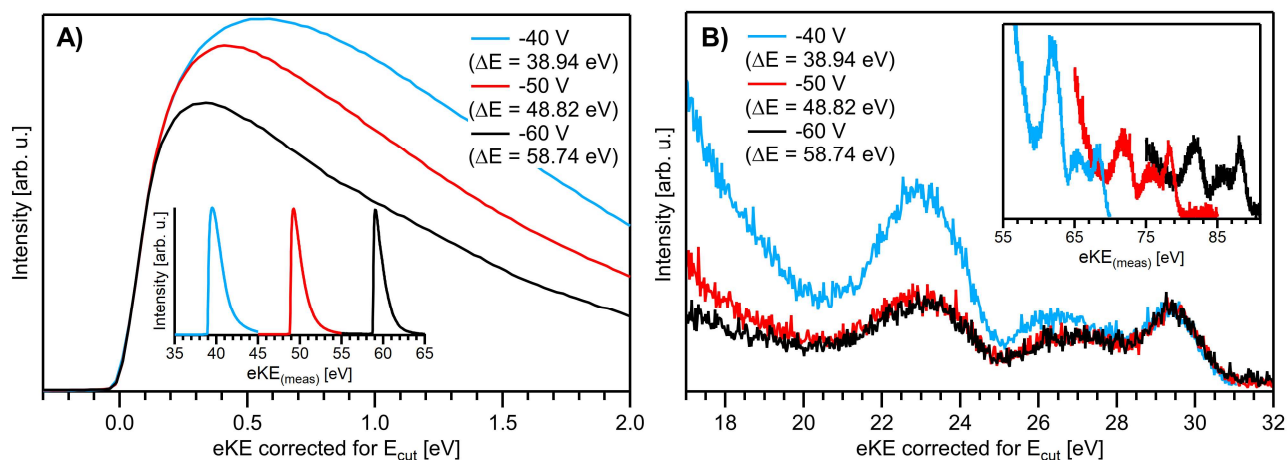 A)
-40 V
(ΔE = 38.94 eV)
-50 V
(ΔE = 48.82 eV)
-60 V
(ΔE = 58.74 eV)
Intensity [arb. u.]
Intensity [arb. u.]
35 40 45 50 55 60 65
eKE(meas) [eV]
0.0 0.5 1.0 1.5 2.0
eKE corrected for Ecut [eV]
B)
-40 V
(ΔE = 38.94 eV)
-50 V
(ΔE = 48.82 eV)
-60 V
(ΔE = 58.74 eV)
Intensity [arb. u.]
Intensity [arb. u.]
55 65 75 85
eKE(meas) [eV]
18 20 22 24 26 28 30 32
eKE corrected for Ecut [eV]